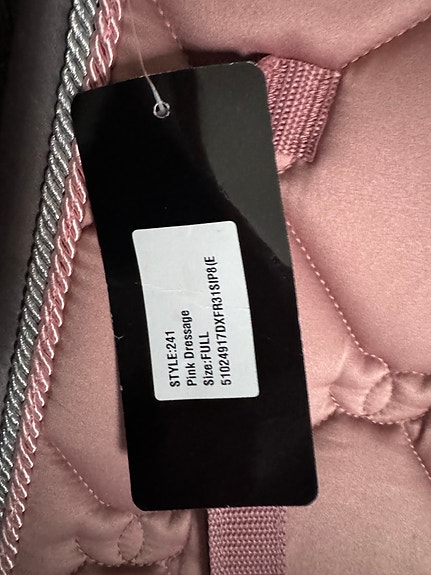 STYLE:241
Pink Dressage
Size:FULL
51024917DXFR31SIP8(E